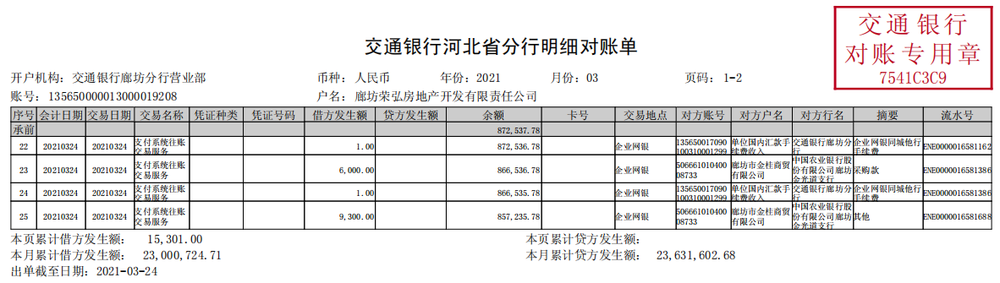 交通银行
对账专用章
7541C3C9
交通银行河北省分行明细对账单
开户机构: 交通银行廊坊分行营业部 币种: 人民币 年份: 2021 月份: 03 页码: 1-2
账号: 135650000013000019208 户名: 廊坊荣弘房地产开发有限责任公司
序号 会计日期 交易日期 交易名称 凭证种类 凭证号码 借方发生额 贷方发生额 余额 卡号 交易地点 对方账号 对方户名 对方行名 摘要 流水号
承前 872,537.78
22 20210324 20210324 支付系统往账交易服务 1.00 872,536.78 企业网银 135650017090100310001299 单位国内汇款手续费收入 交通银行廊坊分行 企业网银同城他行手续费 ENE0000016581162
23 20210324 20210324 支付系统往账交易服务 6,000.00 866,536.78 企业网银 50666101040008733 廊坊市金桂商贸有限公司 中国农业银行股份有限公司廊坊金光道支行 采购款 ENE0000016581386
24 20210324 20210324 支付系统往账交易服务 1.00 866,535.78 企业网银 135650017090100310001299 单位国内汇款手续费收入 交通银行廊坊分行 企业网银同城他行手续费 ENE0000016581386
25 20210324 20210324 支付系统往账交易服务 9,300.00 857,235.78 企业网银 50666101040008733 廊坊市金桂商贸有限公司 中国农业银行股份有限公司廊坊金光道支行 其他 ENE0000016581688
本页累计借方发生额: 15,301.00 本页累计贷方发生额:
本月累计借方发生额: 23,000,724.71 本月累计贷方发生额: 23,631,602.68
出单截至日期: 2021-03-24